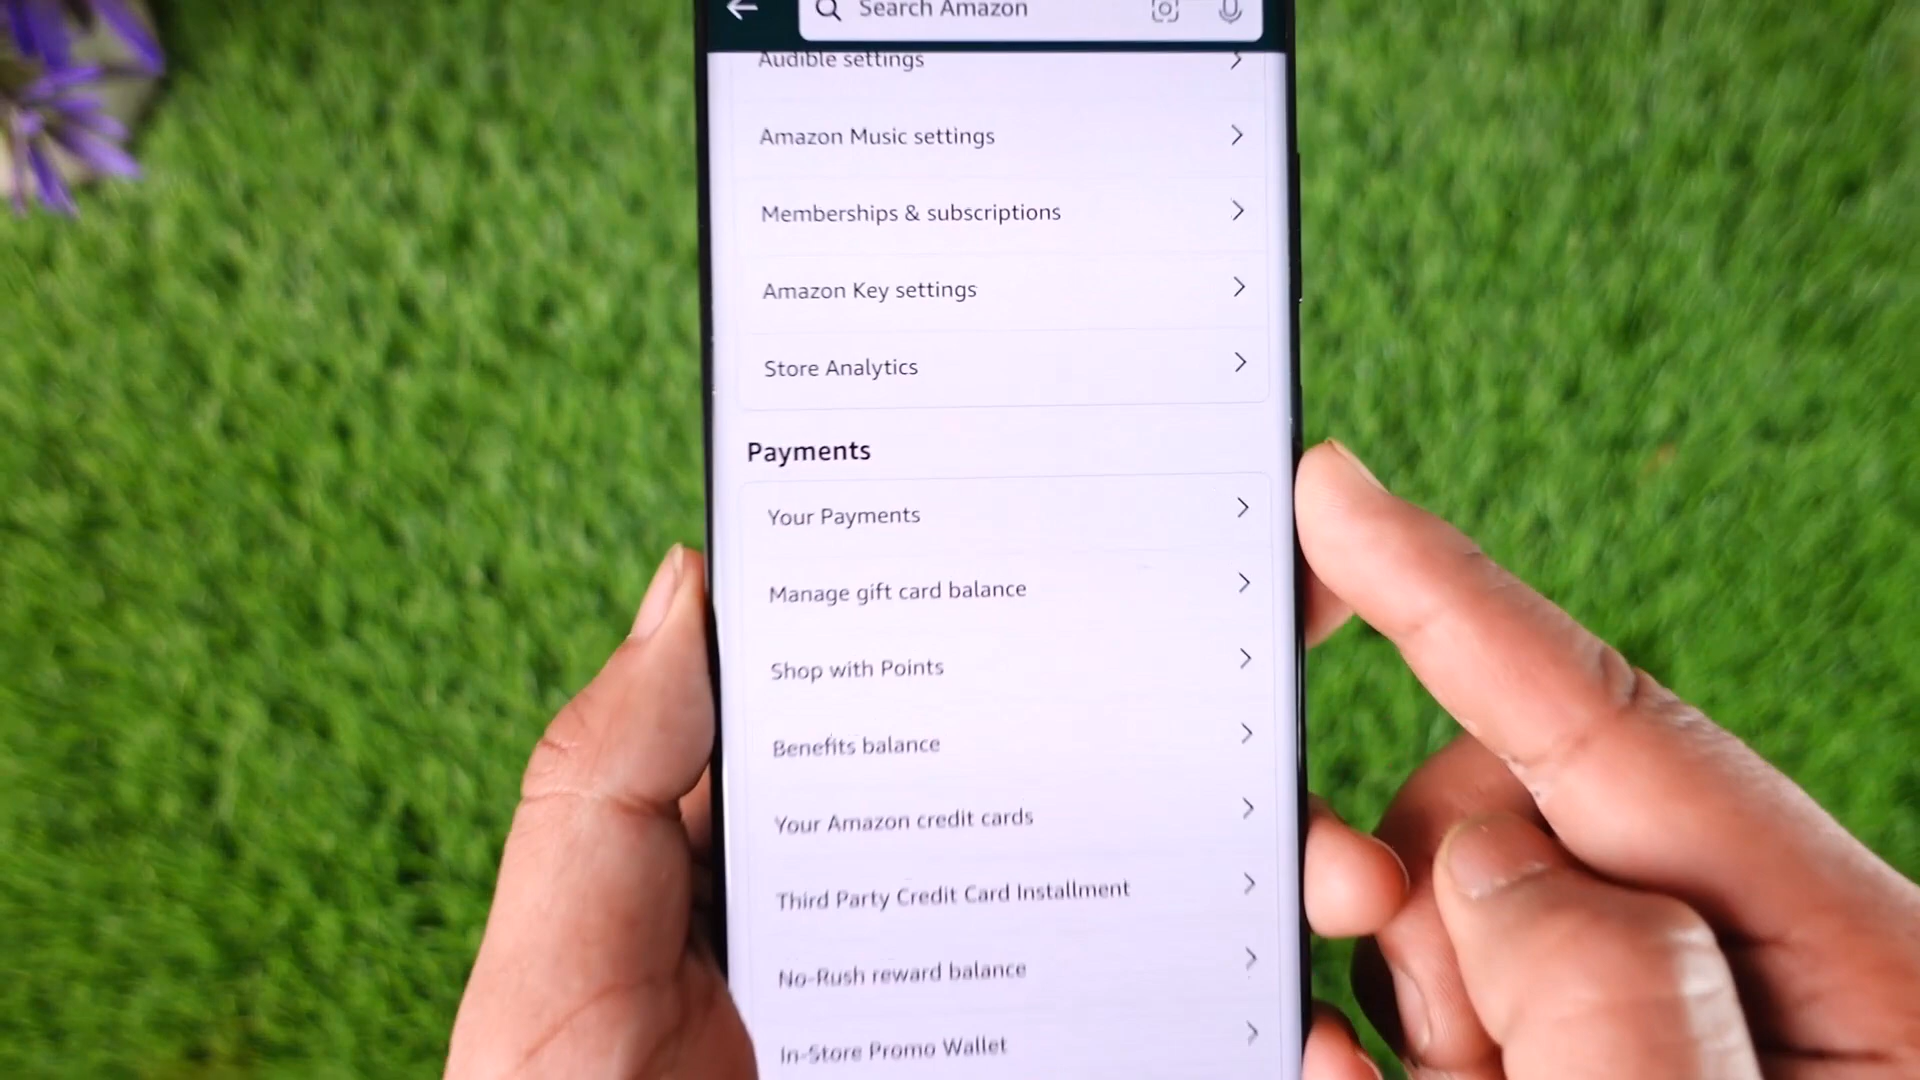 Search Amazon
Audible settings
Amazon Music settings
Memberships & subscriptions
Amazon Key settings
Store Analytics
Payments
Your Payments
Manage gift card balance
Shop with Points
Benefits balance
Your Amazon credit cards
Third Party Credit Card Installment
No-Rush reward balance
In-Store Promo Wallet